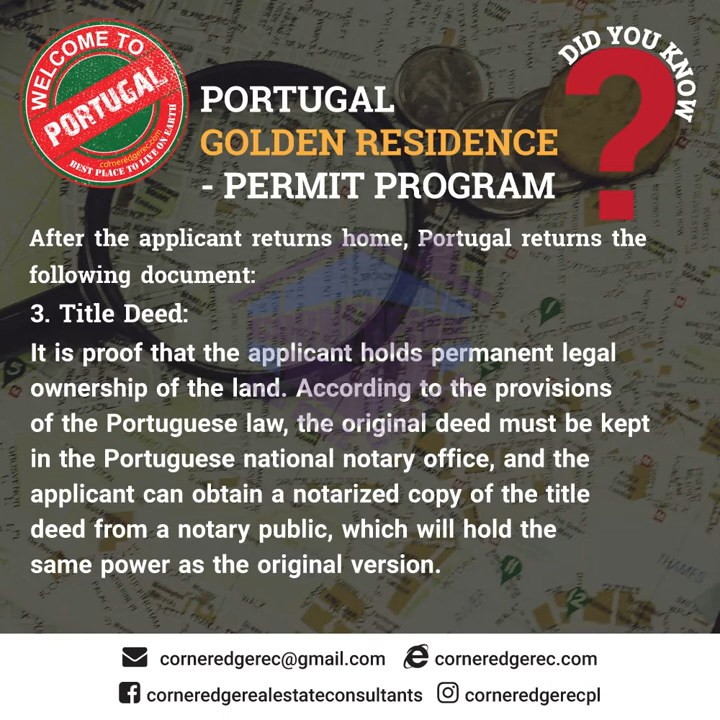 WELCOME TO
PORTUGAL
corneredgerec.com
BEST PLACE TO LIVE ON EARTH
DID YOU KNOW
?
PORTUGAL
GOLDEN RESIDENCE
- PERMIT PROGRAM
After the applicant returns home, Portugal returns the
following document:
3. Title Deed:
It is proof that the applicant holds permanent legal
ownership of the land. According to the provisions
of the Portuguese law, the original deed must be kept
in the Portuguese national notary office, and the
applicant can obtain a notarized copy of the title
deed from a notary public, which will hold the
same power as the original version.
THAMES
corneredgerec@gmail.com corneredgerec.com
corneredgerealestateconsultants corneredgerecpl